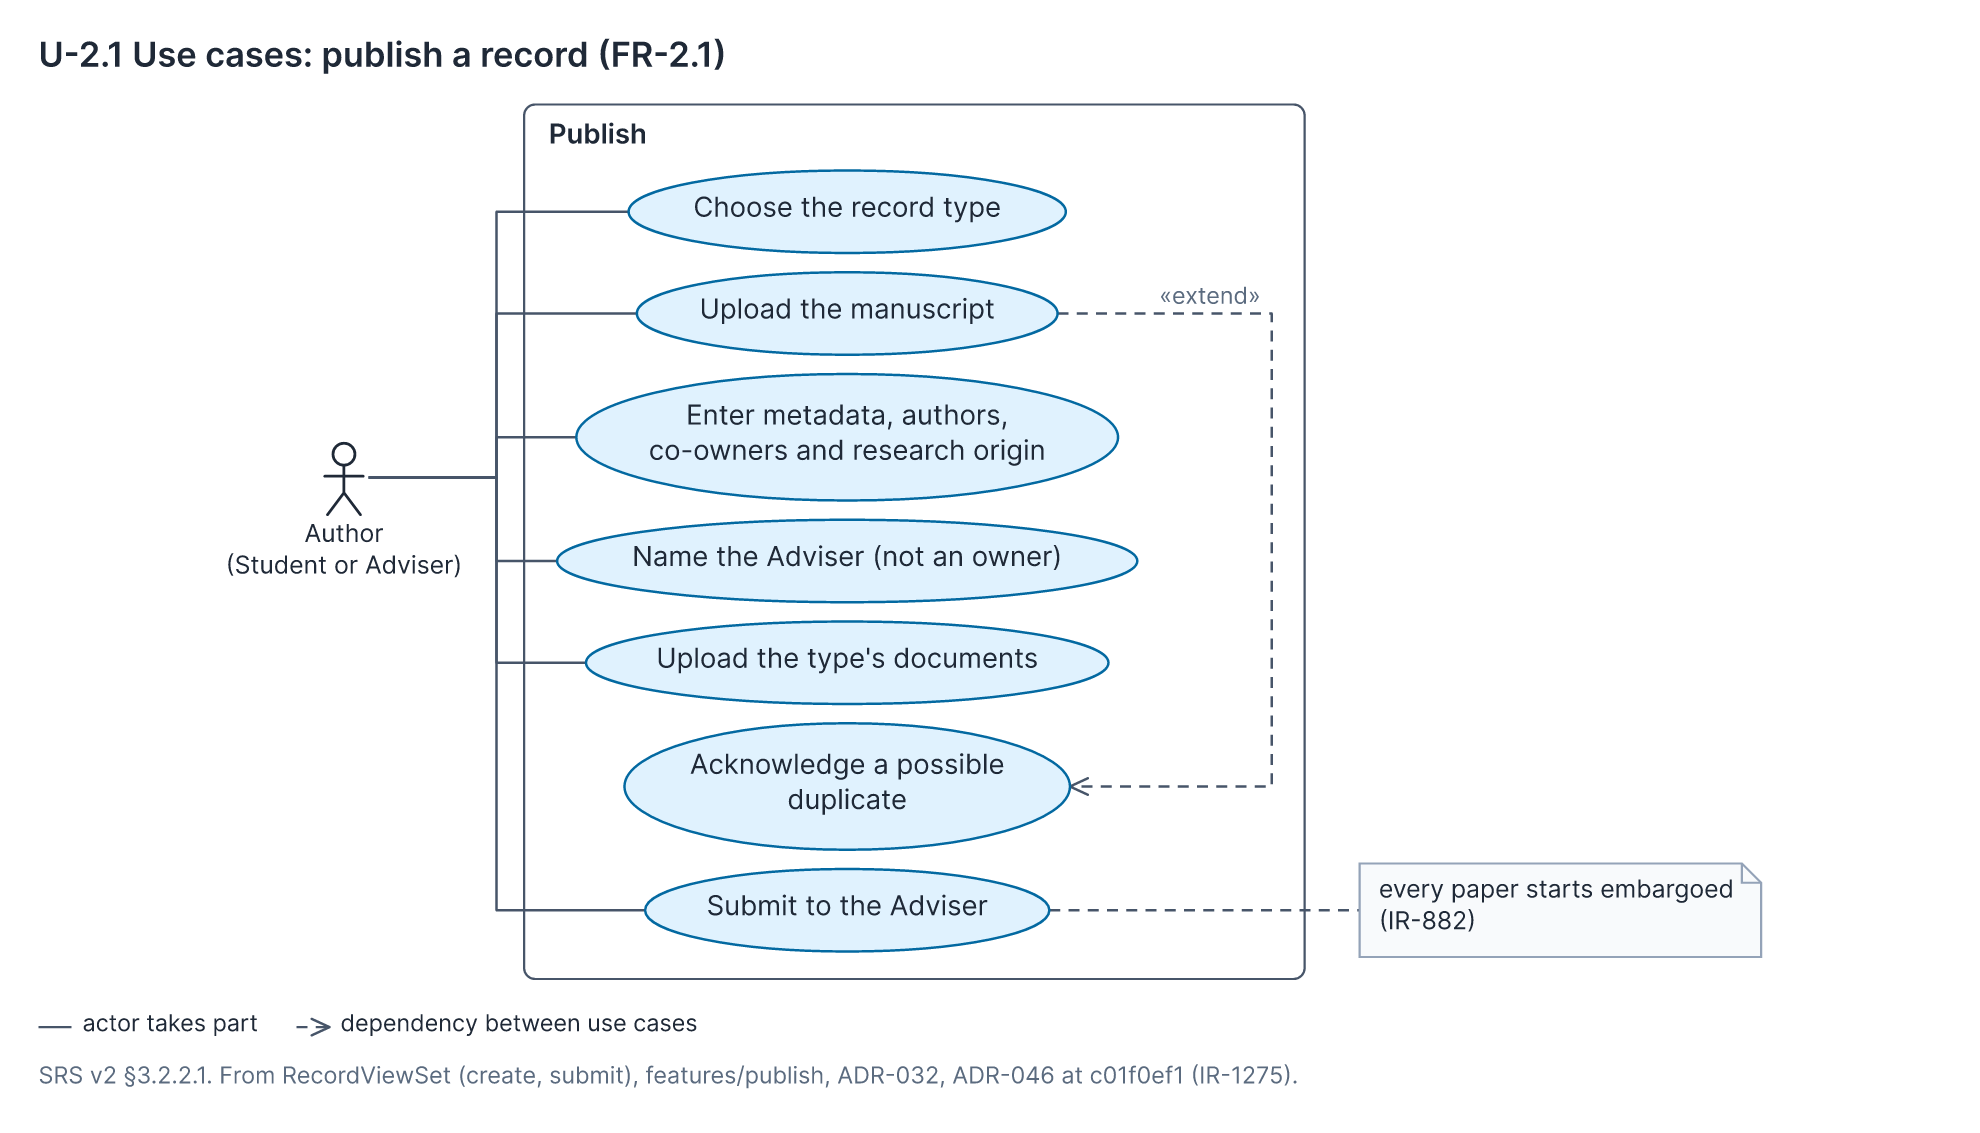 U-2.1 Use cases: publish a record (FR-2.1)
Publish
Choose the record type
Upload the manuscript
«extend»
Enter metadata, authors,
co-owners and research origin
Author
(Student or Adviser)
Name the Adviser (not an owner)
Upload the type's documents
Acknowledge a possible
duplicate
Submit to the Adviser
every paper starts embargoed
(IR-882)
actor takes part
dependency between use cases
SRS v2 §3.2.2.1. From RecordViewSet (create, submit), features/publish, ADR-032, ADR-046 at c01f0ef1 (IR-1275).